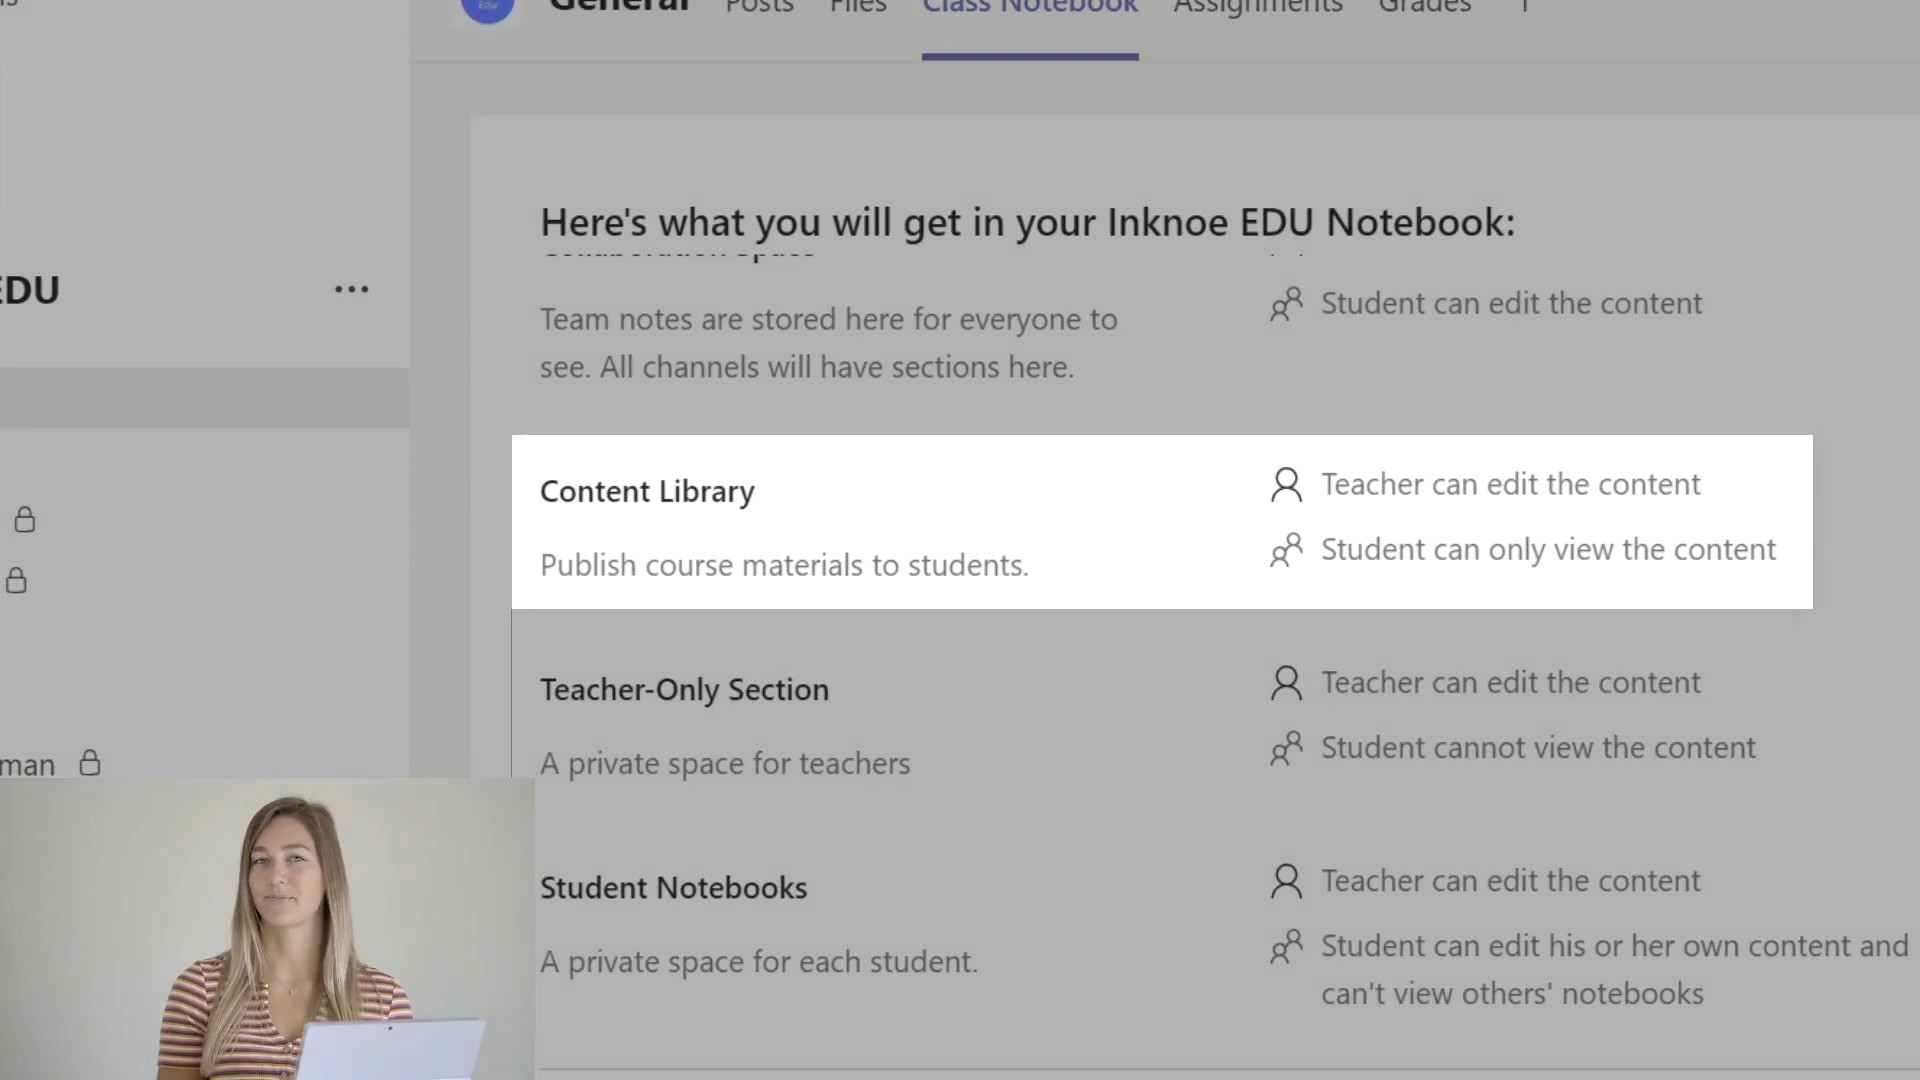 General Posts Files Class Notebook Assignments Grades
Edu
Here's what you will get in your Inknoe EDU Notebook:
Collaboration Space
Team notes are stored here for everyone to
see. All channels will have sections here.
Student can edit the content
EDU
Content Library
Publish course materials to students.
Teacher can edit the content
Student can only view the content
Teacher-Only Section
A private space for teachers
Teacher can edit the content
Student cannot view the content
man
Student Notebooks
A private space for each student.
Teacher can edit the content
Student can edit his or her own content and
can't view others' notebooks